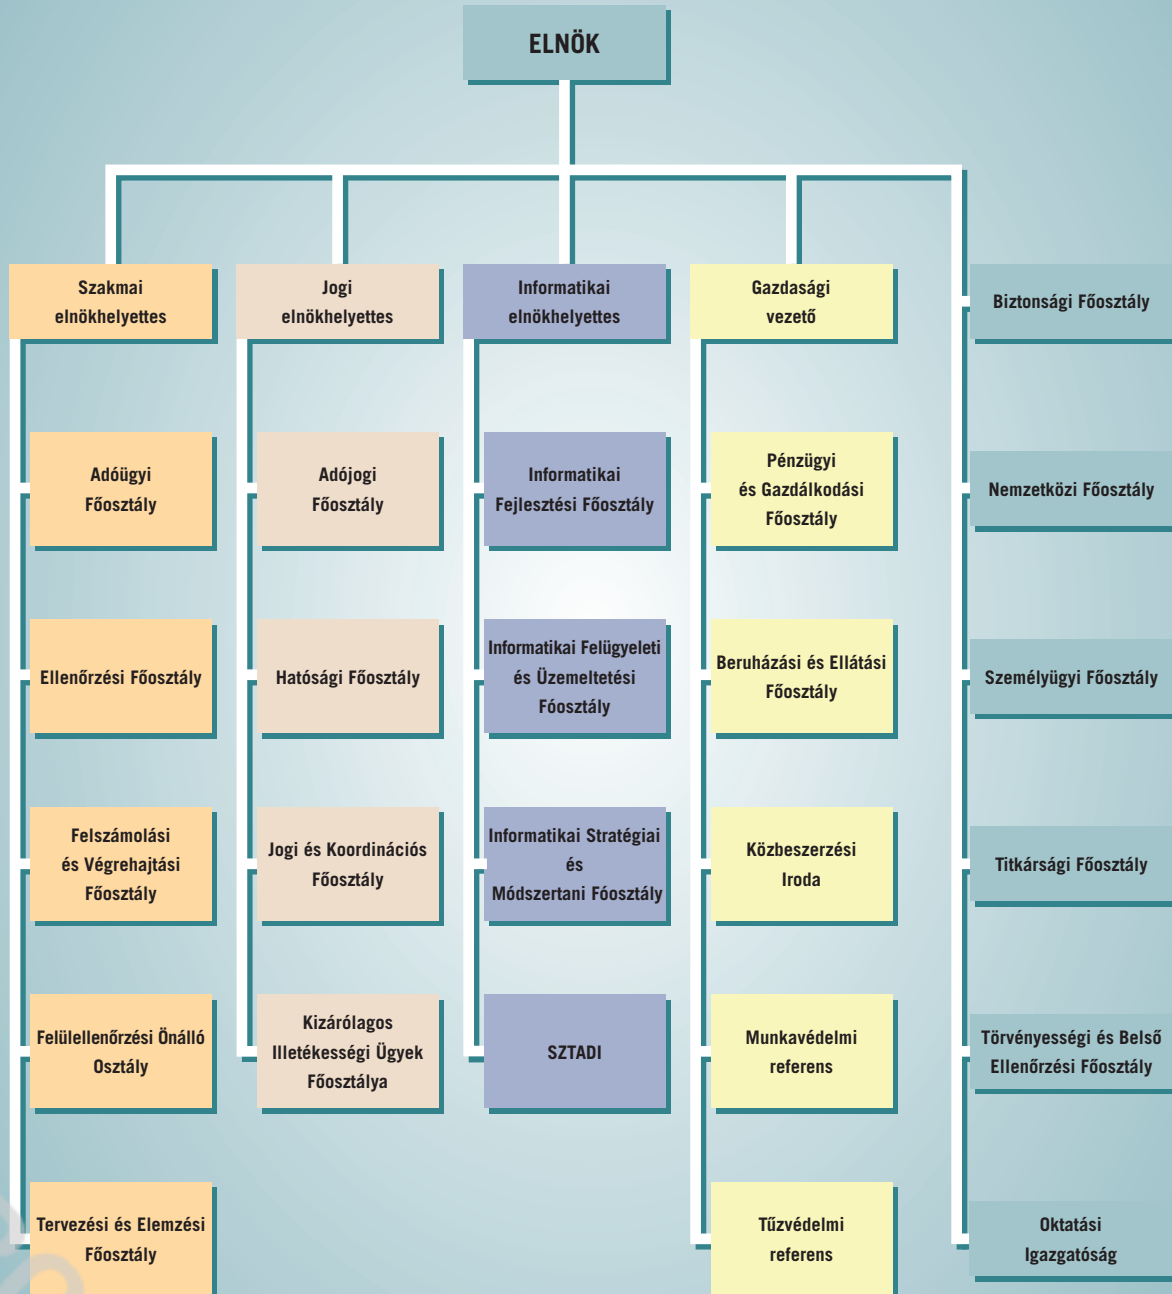 ELNÖK
Szakmai
elnökhelyettes
Jogi
elnökhelyettes
Informatikai
elnökhelyettes
Gazdasági
vezető
Biztonsági Főosztály
Adóügyi
Főosztály
Adójogi
Főosztály
Informatikai
Fejlesztési Főosztály
Pénzügyi
és Gazdálkodási
Főosztály
Nemzetközi Főosztály
Ellenőrzési Főosztály
Hatósági Főosztály
Informatikai Felügyeleti
és Üzemeltetési
Fóosztály
Beruházási és Ellátási
Főosztály
Személyügyi Főosztály
Felszámolási
és Végrehajtási
Főosztály
Jogi és Koordinációs
Főosztály
Informatikai Stratégiai
és
Módszertani Fóosztály
Közbeszerzési
Iroda
Titkársági Főosztály
Felülellenőrzési Önálló
Osztály
Kizárólagos
Illetékességi Ügyek
Főosztálya
SZTADI
Munkavédelmi
referens
Törvényességi és Belső
Ellenőrzési Főosztály
Tervezési és Elemzési
Főosztály
Tűzvédelmi
referens
Oktatási
Igazgatóság